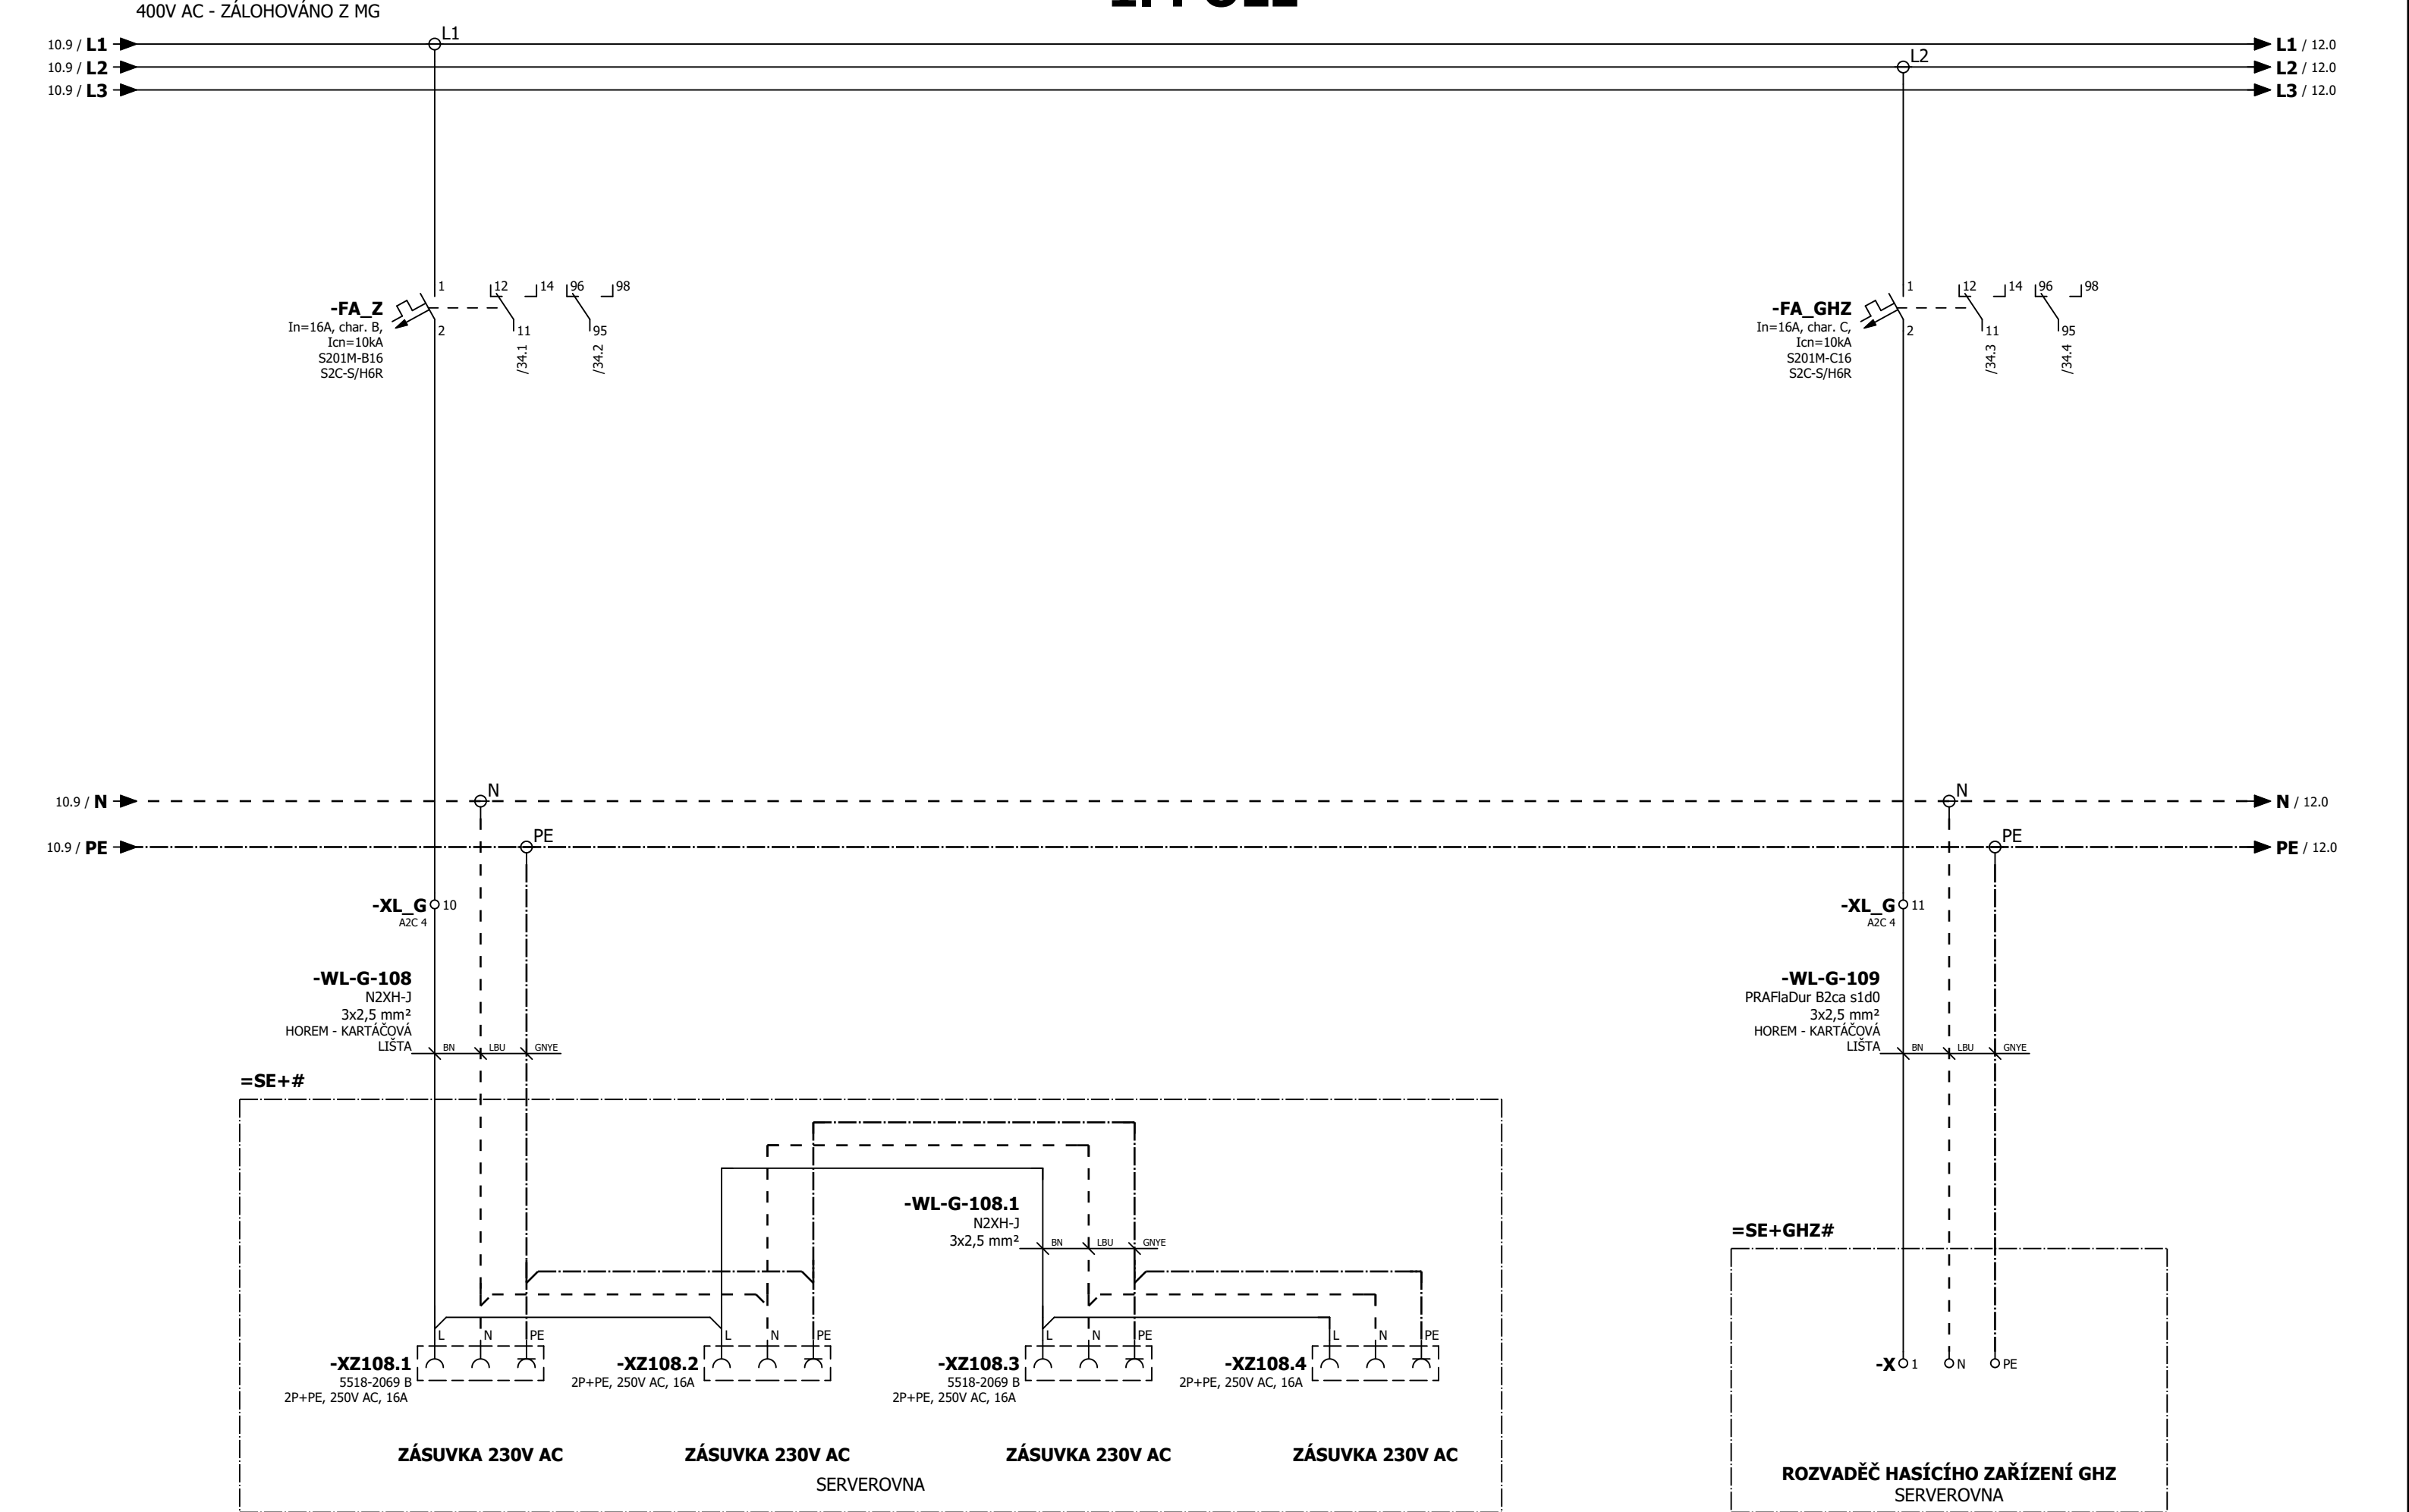 400V AC - ZÁLOHOVÁNO Z MG
10.9 / L1
L1
L1 / 12.0
10.9 / L2
L2
L2 / 12.0
10.9 / L3
L3 / 12.0
-FA_Z
In=16A, char. B,
Icn=10kA
S201M-B16
S2C-S/H6R
1
2
12
14
11
/34.1
96
98
95
/34.2
-FA_GHZ
In=16A, char. C,
Icn=10kA
S201M-C16
S2C-S/H6R
1
2
12
14
11
/34.3
96
98
95
/34.4
10.9 / N
N
N
N / 12.0
10.9 / PE
PE
PE
PE / 12.0
-XL_G 10
A2C 4
-XL_G 11
A2C 4
-WL-G-108
N2XH-J
3x2,5 mm²
HOREM - KARTÁČOVÁ
LIŠTA
BN LBU GNYE
-WL-G-109
PRAFlaDur B2ca s1d0
3x2,5 mm²
HOREM - KARTÁČOVÁ
LIŠTA
BN LBU GNYE
=SE+#
-WL-G-108.1
N2XH-J
3x2,5 mm²
BN LBU GNYE
=SE+GHZ#
L N PE
-XZ108.1
5518-2069 B
2P+PE, 250V AC, 16A
L N PE
-XZ108.2
2P+PE, 250V AC, 16A
L N PE
-XZ108.3
5518-2069 B
2P+PE, 250V AC, 16A
L N PE
-XZ108.4
2P+PE, 250V AC, 16A
-X 1 N PE
ZÁSUVKA 230V AC
ZÁSUVKA 230V AC
ZÁSUVKA 230V AC
ZÁSUVKA 230V AC
SERVEROVNA
ROZVADĚČ HASÍCÍHO ZAŘÍZENÍ GHZ
SERVEROVNA